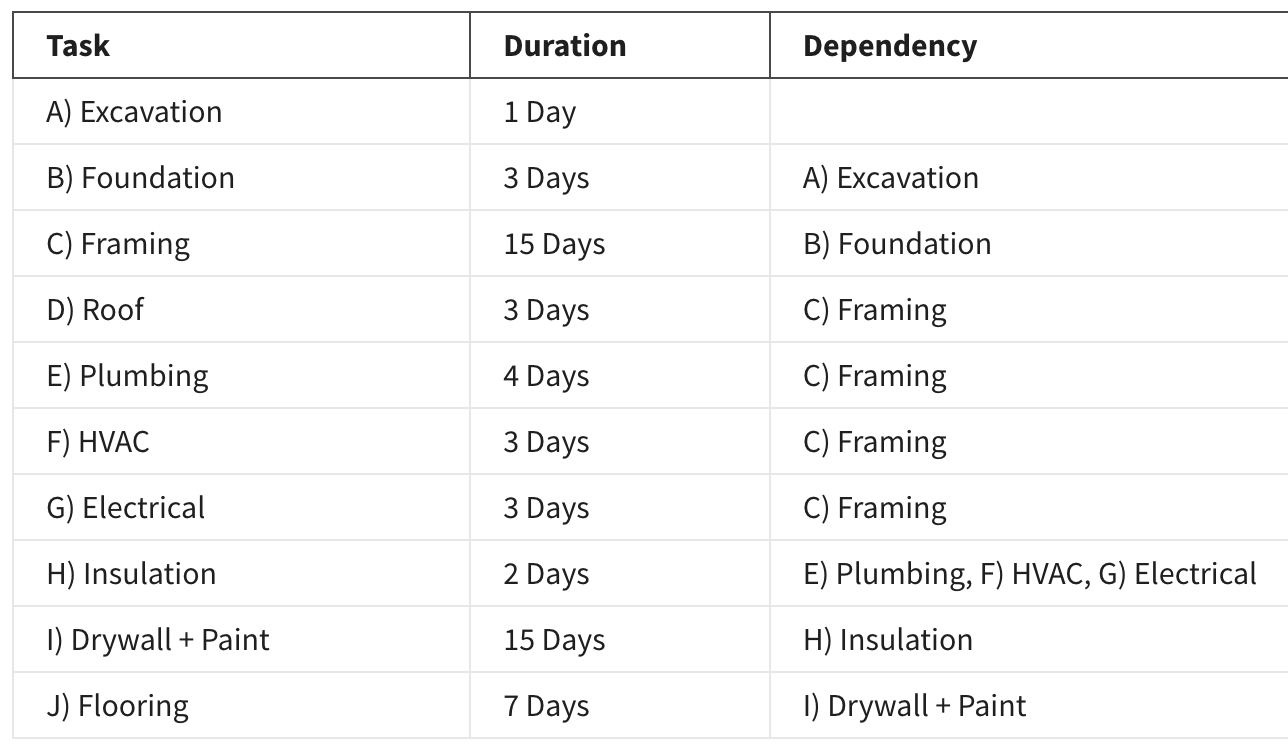 Task Duration Dependency
A) Excavation 1 Day
B) Foundation 3 Days A) Excavation
C) Framing 15 Days B) Foundation
D) Roof 3 Days C) Framing
E) Plumbing 4 Days C) Framing
F) HVAC 3 Days C) Framing
G) Electrical 3 Days C) Framing
H) Insulation 2 Days E) Plumbing, F) HVAC, G) Electrical
I) Drywall + Paint 15 Days H) Insulation
J) Flooring 7 Days I) Drywall + Paint